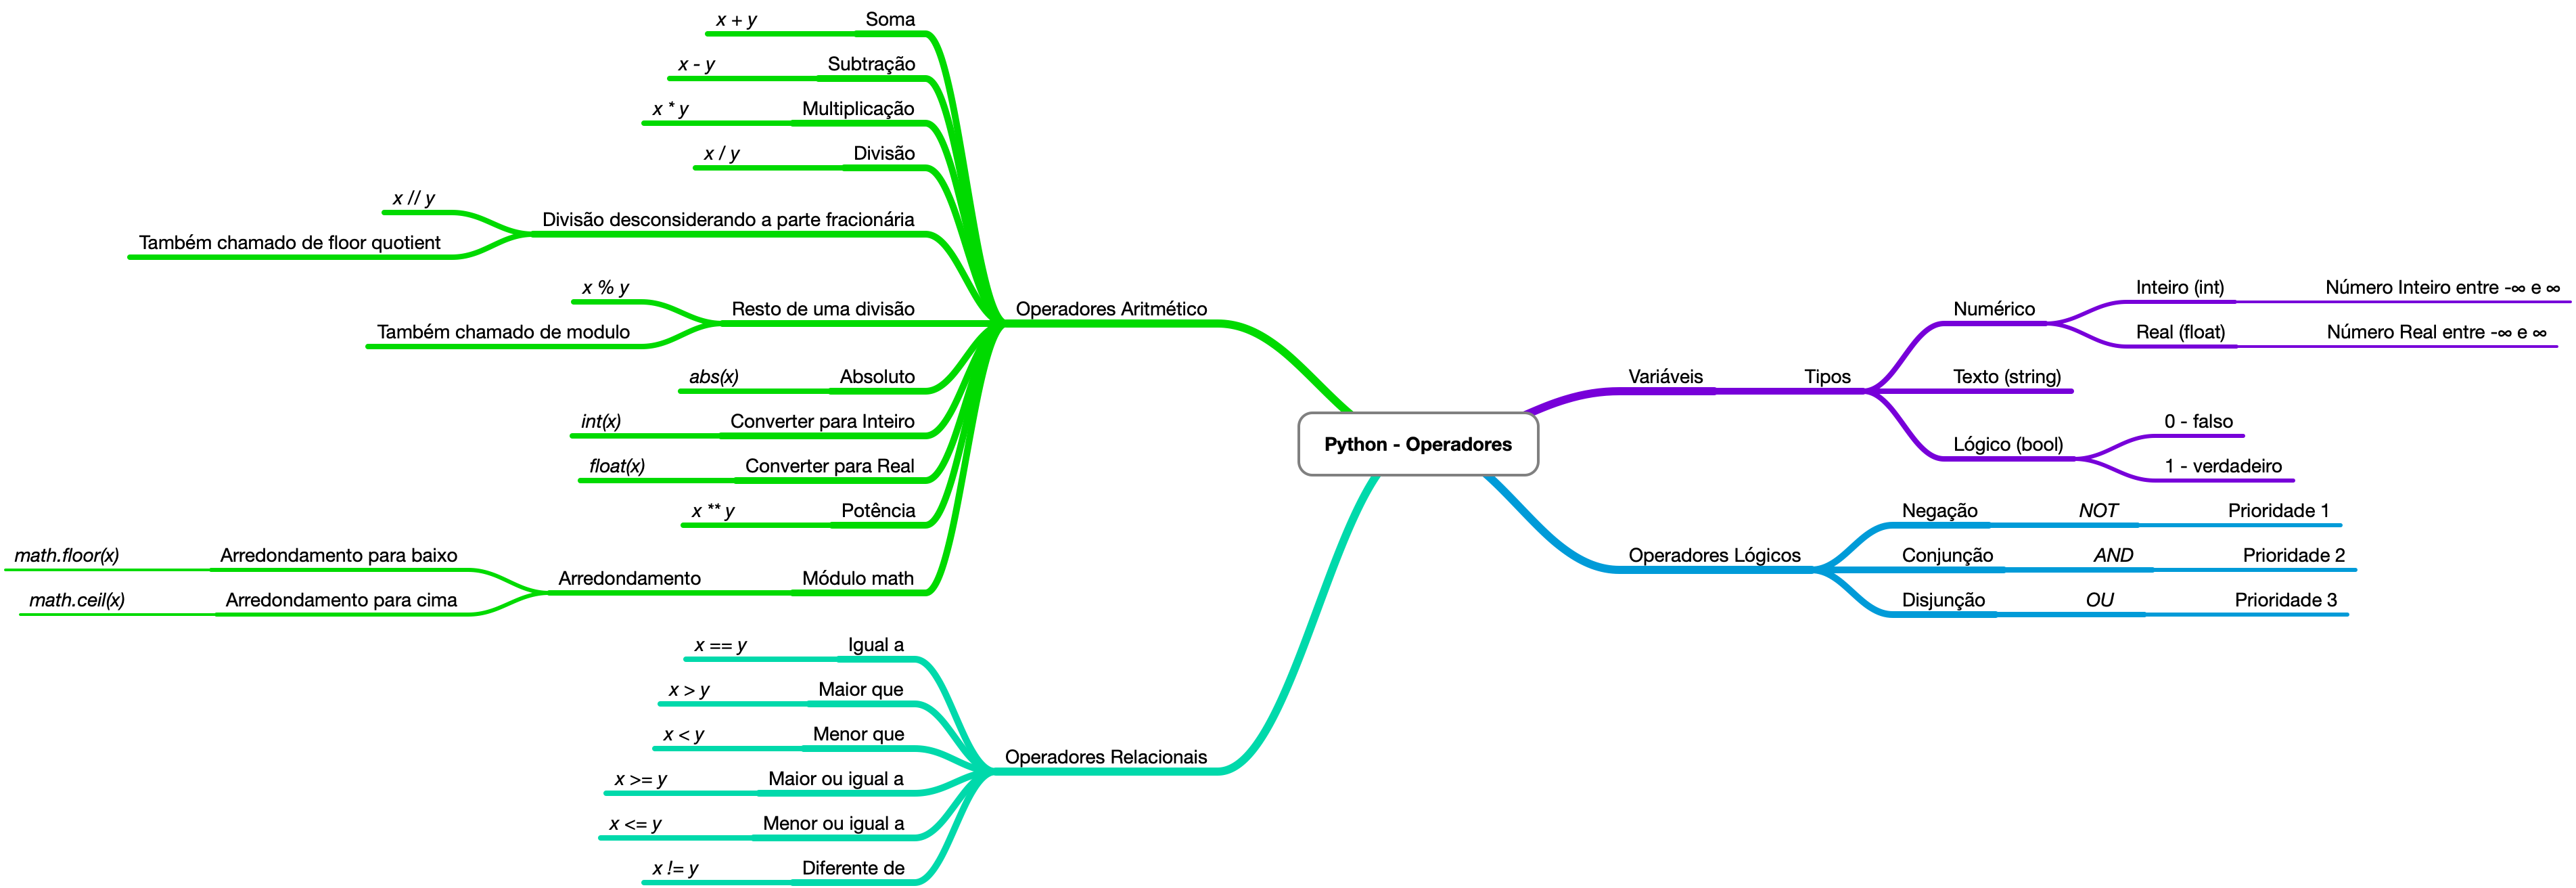 Python - Operadores
Operadores Aritmético
Soma
x + y
Subtração
x - y
Multiplicação
x * y
Divisão
x / y
Divisão desconsiderando a parte fracionária
x // y
Também chamado de floor quotient
Resto de uma divisão
x % y
Também chamado de modulo
Absoluto
abs(x)
Converter para Inteiro
int(x)
Converter para Real
float(x)
Potência
x ** y
Módulo math
Arredondamento
Arredondamento para baixo
math.floor(x)
Arredondamento para cima
math.ceil(x)
Operadores Relacionais
Igual a
x == y
Maior que
x > y
Menor que
x < y
Maior ou igual a
x >= y
Menor ou igual a
x <= y
Diferente de
x != y
Variáveis
Tipos
Numérico
Inteiro (int)
Número Inteiro entre -∞ e ∞
Real (float)
Número Real entre -∞ e ∞
Texto (string)
Lógico (bool)
0 - falso
1 - verdadeiro
Operadores Lógicos
Negação
NOT
Prioridade 1
Conjunção
AND
Prioridade 2
Disjunção
OU
Prioridade 3